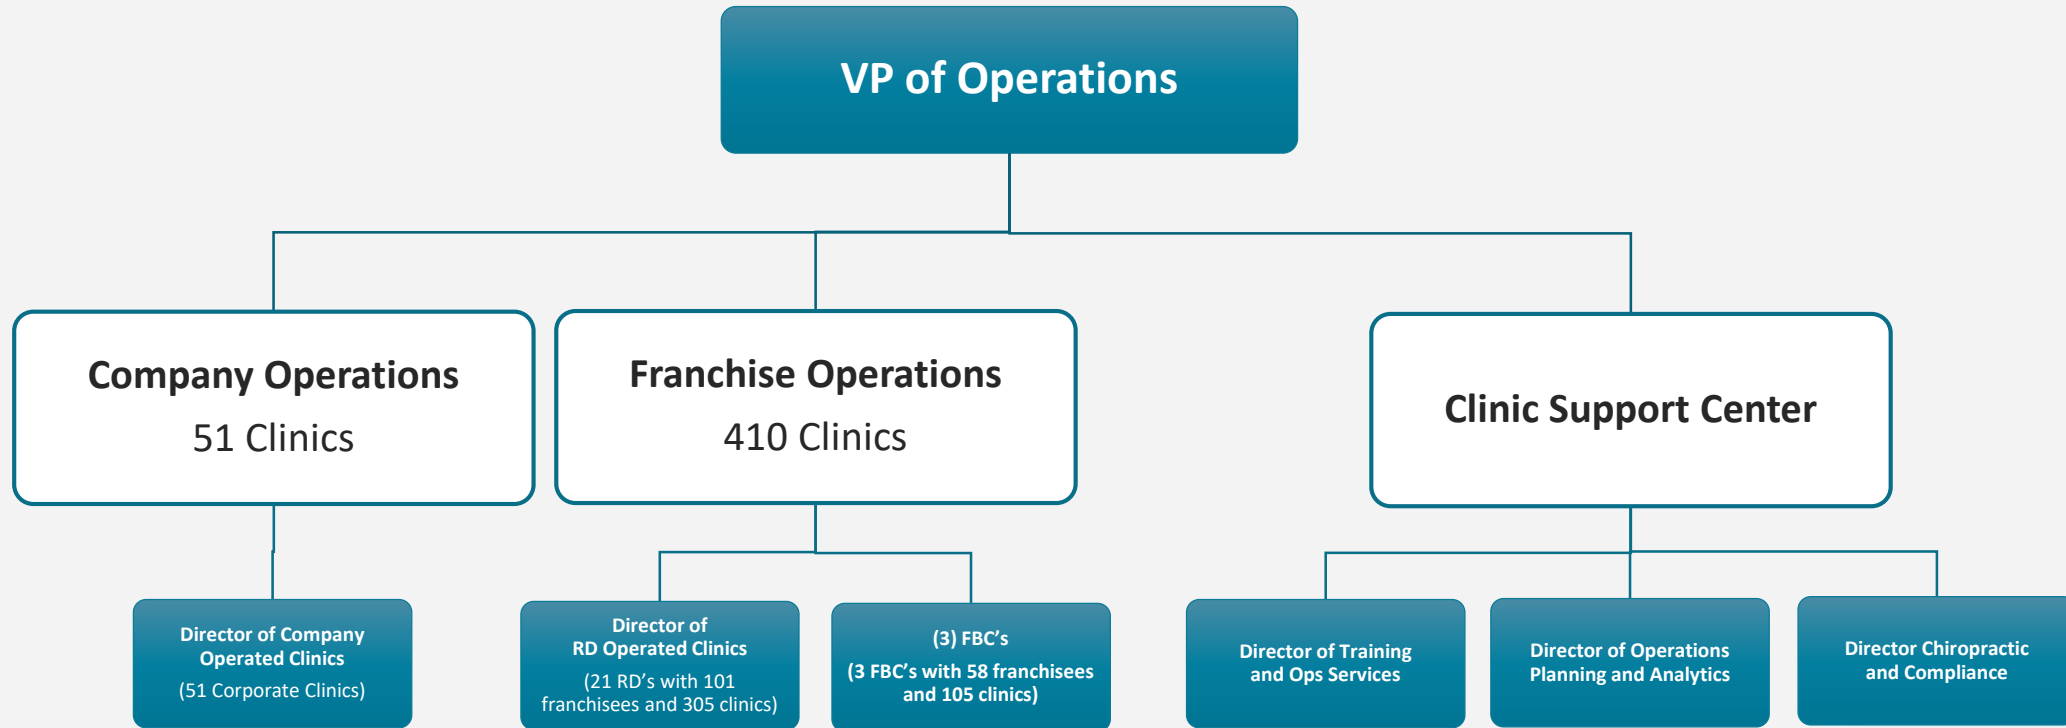 VP of Operations
Company Operations
51 Clinics
Franchise Operations
410 Clinics
Clinic Support Center
Director of Company
Operated Clinics
(51 Corporate Clinics)
Director of
RD Operated Clinics
(21 RD's with 101
franchisees and 305 clinics)
(3) FBC's
(3 FBC's with 58 franchisees
and 105 clinics)
Director of Training
and Ops Services
Director of Operations
Planning and Analytics
Director Chiropractic
and Compliance